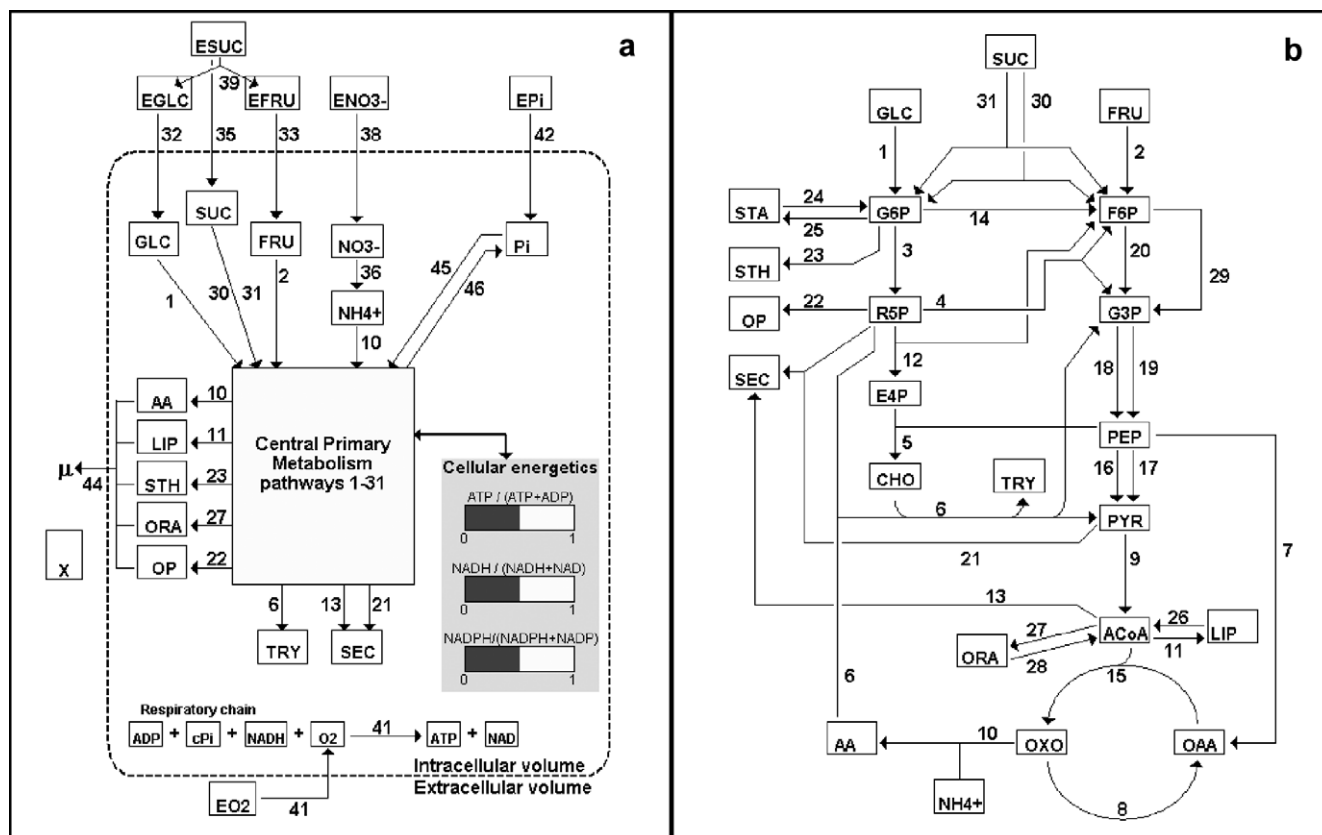 a
ESUC
39
EGLC
EFRU
ENO3-
EPi
32
35
33
38
42
SUC
GLC
FRU
NO3-
Pi
1
30
31
2
36
45
46
NH4+
10
Central Primary
Metabolism
pathways 1-31
AA
10
LIP
11
μ
44
STH
23
ORA
27
OP
22
X
6
13
21
TRY
SEC
Cellular energetics
ATP / (ATP+ADP)
0
1
NADH / (NADH+NAD)
0
1
NADPH/(NADPH+NADP)
0
1
Respiratory chain
ADP + cPi + NADH + O2
41
ATP + NAD
Intracellular volume
Extracellular volume
EO2
41
b
SUC
31
30
GLC
FRU
1
2
STA
24
25
G6P
14
F6P
STH
23
3
20
29
OP
22
R5P
4
G3P
SEC
12
18
19
E4P
5
PEP
16
17
CHO
TRY
6
PYR
21
9
7
13
ORA
27
28
ACoA
26
11
LIP
15
6
AA
10
OXO
OAA
NH4+
8